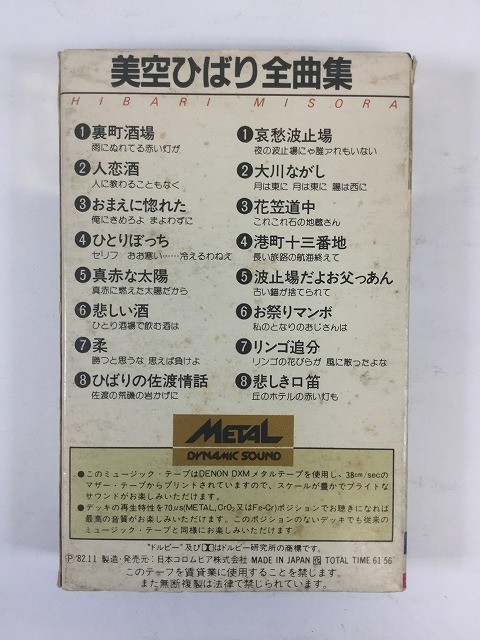 美空ひばり全曲集
HIBARI MISORA
❶裏町酒場
雨にぬれてる赤い灯が
❷人恋酒
人に教わることもなく
❸おまえに惚れた
俺にきめろよ まよわずに
❹ひとりぼっち
セリフ おお寒い……冷えるわねえ
❺真赤な太陽
真赤に燃えた太陽だから
❻悲しい酒
ひとり酒場で飲む酒は
❼柔
勝つと思うな 思えば負けよ
❽ひばりの佐渡情話
佐渡の荒磯の岩かげに
❶哀愁波止場
夜の波止場にゃ誰ァれもいない
❷大川ながし
月は東に 月は東に 隴は西に
❸花笠道中
これこれ石の地蔵さん
❹港町十三番地
長い旅路の航海終えて
❺波止場だよお父っあん
古い錨が捨てられて
❻お祭りマンボ
私のとなりのおじさんは
❼リンゴ追分
リンゴの花びらが 風に散ったよな
❽悲しき口笛
丘のホテルの赤い灯も
METAL
DYNAMIC SOUND
●このミュージック・テープはDENON DXMメタルテープを使用し、38cm/secの
マザー・テープからプリントされていますので、スケールが豊かでブライトな
サウンドがお楽しみいただけます。
●デッキの再生特性を70μs(METAL,CrO₂又はFe-Cr)ポジションでお聴きになれば
最高の音質がお楽しみいただけます。このポジションのないデッキでも従来の
ミュージック・テープと同様にお楽しみいただけます。
"ドルビー"及び はドルビー研究所の商標です。
Ⓟ'82.11 製造・発売元:日本コロムビア株式会社 MADE IN JAPAN TOTAL TIME 61'56"
このテープを賃貸業に使用することを禁じます。
また無断複製は法律で禁じられています。